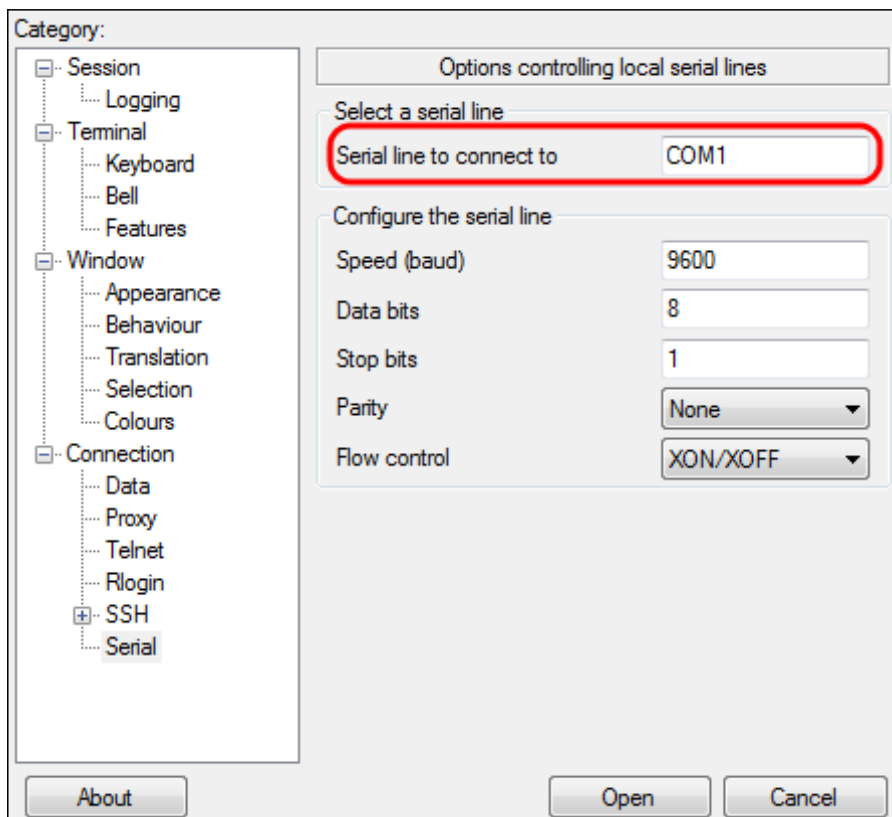 Category:
Session
Logging
Terminal
Keyboard
Bell
Features
Window
Appearance
Behaviour
Translation
Selection
Colours
Connection
Data
Proxy
Telnet
Rlogin
SSH
Serial
Options controlling local serial lines
Select a serial line
Serial line to connect to COM1
Configure the serial line
Speed (baud) 9600
Data bits 8
Stop bits 1
Parity None
Flow control XON/XOFF
About Open Cancel